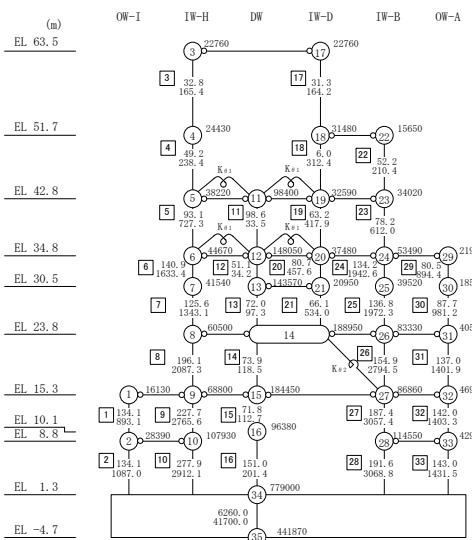 (m) OW-I IW-H DW IW-D IW-B OW-A
EL 63.5 3 22760 17 22760
3 32.8 17 31.3
165.4 164.2
EL 51.7 4 24430 18 31480 22 15650
4 49.2 18 6.0 22 52.2
238.4 312.4 210.4
Kθ1 Kθ1
EL 42.8 5 38220 11 98400 19 32590 23 34020
5 93.1 11 98.6 19 63.2 23 78.2
727.3 33.5 417.9 612.0
Kθ1 Kθ1
EL 34.8 6 44670 12 148050 20 37480 24 53490 29 219
6 140.9 12 51.1 20 80.7 24 134.2 29 80.5
1633.4 34.2 457.6 1942.6 894.4
EL 30.5 7 41540 13 143570 21 20950 25 39520 30 185
7 125.6 13 72.0 21 66.1 25 136.8 30 87.7
1343.1 97.3 534.0 1972.3 981.2
EL 23.8 8 60500 14 188950 26 83330 31 405
8 196.1 14 73.9 26 154.9 31 137.0
2087.3 118.5 Kθ2 2794.5 1401.9
EL 15.3 1 16130 9 68800 15 184450 27 86860 32 469
1 134.1 9 227.7 15 71.8 27 187.4 32 142.0
893.1 2765.6 112.7 3057.4 1403.3
EL 10.1 16 96380
EL 8.8 2 28390 10 107930 28 114550 33 429
2 134.1 10 277.9 16 151.0 28 191.6 33 143.0
1087.0 2912.1 201.4 3068.8 1431.5
EL 1.3 34 779000
6260.0
41700.0
EL -4.7 35 441870